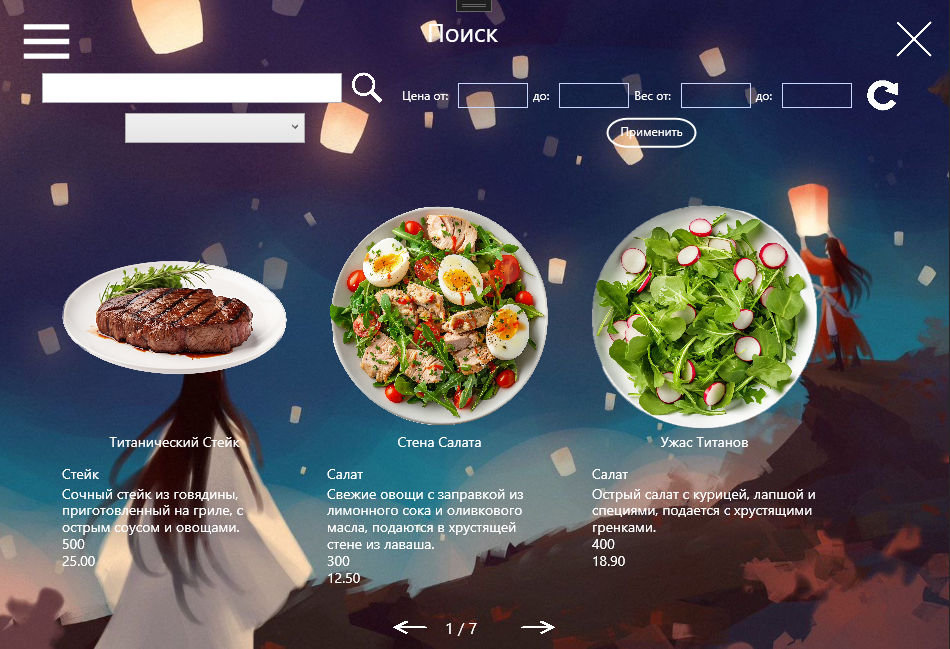 Поиск
Цена от:
до:
Вес от:
до:
Применить
Титанический Стейк
Стейк
Сочный стейк из говядины,
приготовленный на гриле, с
острым соусом и овощами.
500
25.00
Стена Салата
Салат
Свежие овощи с заправкой из
лимонного сока и оливкового
масла, подаются в хрустящей
стене из лаваша.
300
12.50
Ужас Титанов
Салат
Острый салат с курицей, лапшой и
специями, подается с хрустящими
гренками.
400
18.90
1 / 7